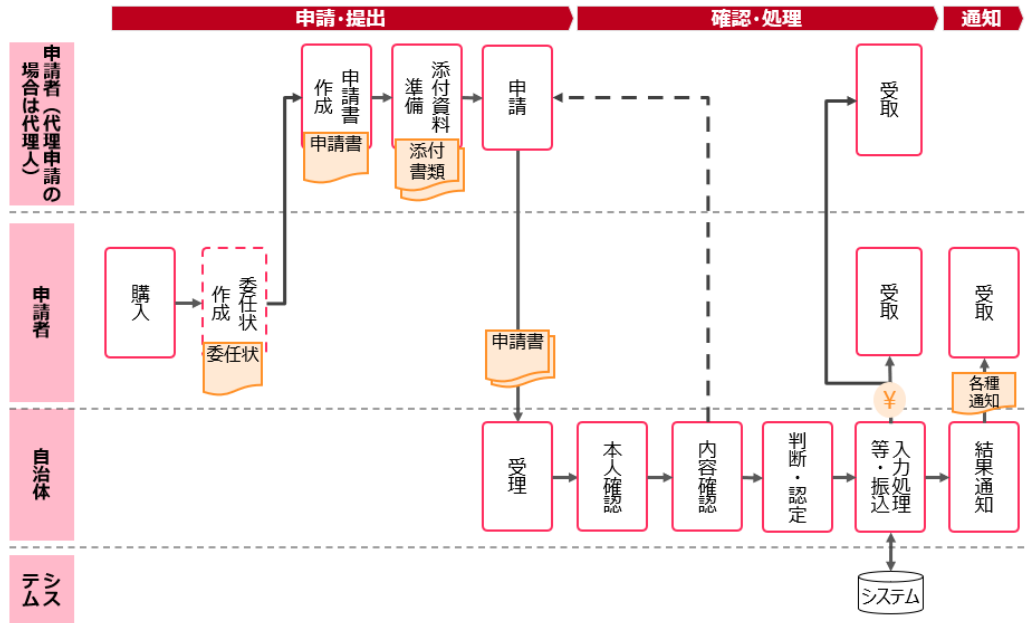 申請・提出
確認・処理
通知
申請者（代理申請の
場合は代理人）
申請書
作成
申請書
添付資料
準備
添付
書類
申請
受取
申請者
購入
委任状
作成
委任状
申請書
受取
受取
¥
各種
通知
自治体
受理
本人確認
内容確認
判断・認定
入力処理
等・振込
結果通知
シス
テム
システム